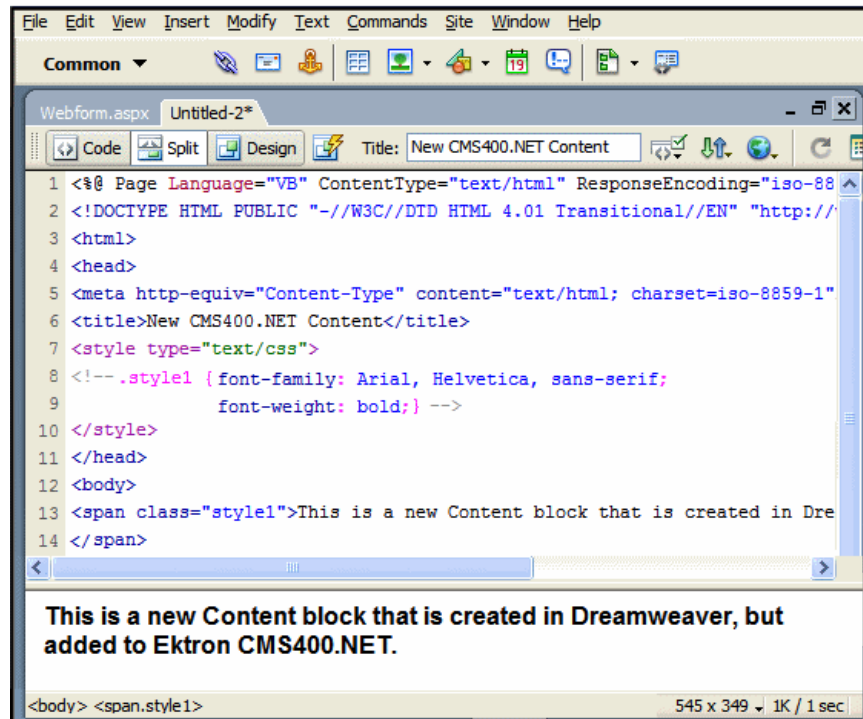 File Edit View Insert Modify Text Commands Site Window Help
Common
19
Webform.aspx Untitled-2*
Code Split Design Title: New CMS400.NET Content
1 <%@ Page Language="VB" ContentType="text/html" ResponseEncoding="iso-88
2 <!DOCTYPE HTML PUBLIC "-//W3C//DTD HTML 4.01 Transitional//EN" "http://
3 <html>
4 <head>
5 <meta http-equiv="Content-Type" content="text/html; charset=iso-8859-1"
6 <title>New CMS400.NET Content</title>
7 <style type="text/css">
8 <!-- .style1 { font-family: Arial, Helvetica, sans-serif;
9 font-weight: bold;} -->
10 </style>
11 </head>
12 <body>
13 <span class="style1">This is a new Content block that is created in Dre
14 </span>
This is a new Content block that is created in Dreamweaver, but
added to Ektron CMS400.NET.
<body> <span.style1> 545 x 349 1K / 1 sec